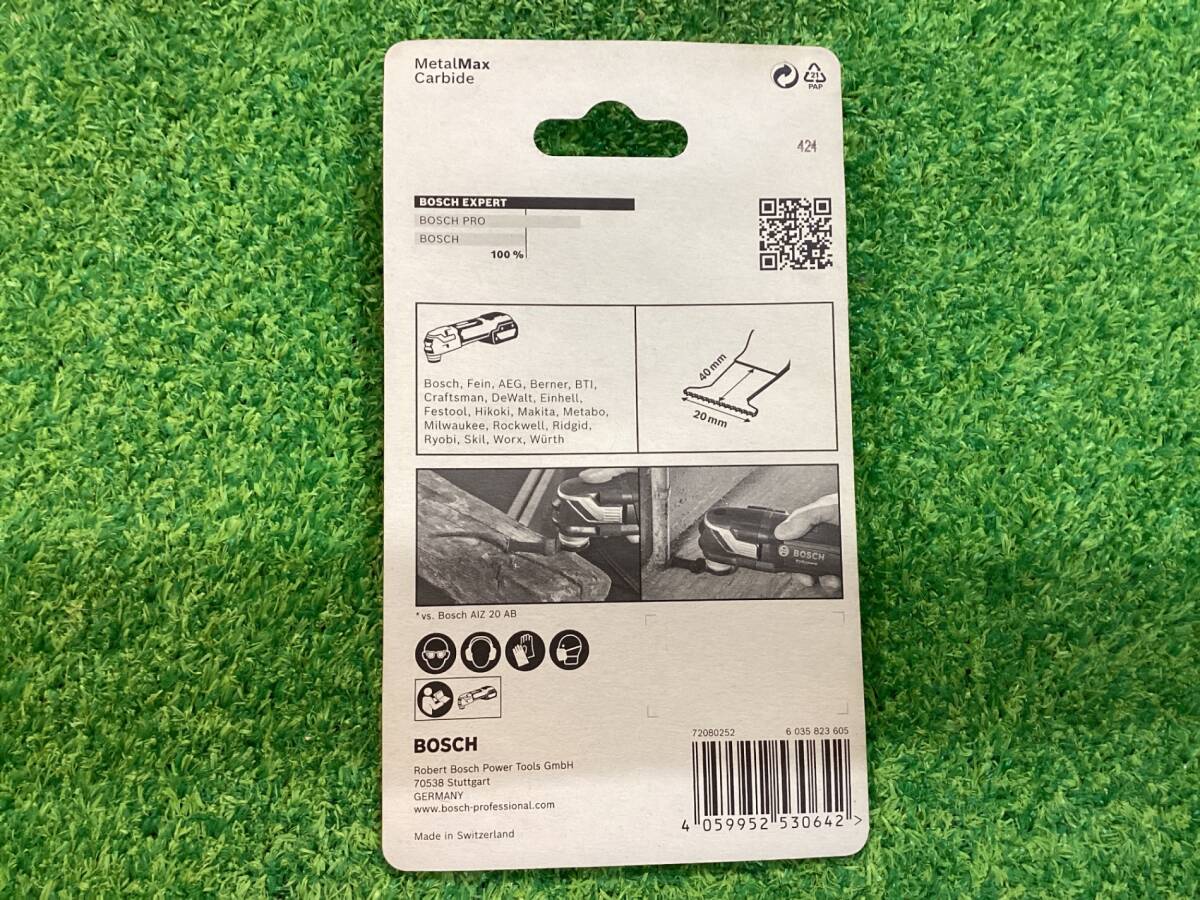 MetalMax
Carbide
21
PAP
424
BOSCH EXPERT
BOSCH PRO
BOSCH
100 %
Bosch, Fein, AEG, Berner, BTI,
Craftsman, DeWalt, Einhell,
Festool, Hikoki, Makita, Metabo,
Milwaukee, Rockwell, Ridgid,
Ryobi, Skil, Worx, Würth
40 mm
20 mm
BOSCH
*vs. Bosch AIZ 20 AB
BOSCH
Robert Bosch Power Tools GmbH
70538 Stuttgart
GERMANY
www.bosch-professional.com
Made in Switzerland
72080252 6 035 823 605
4 059952 530642 >